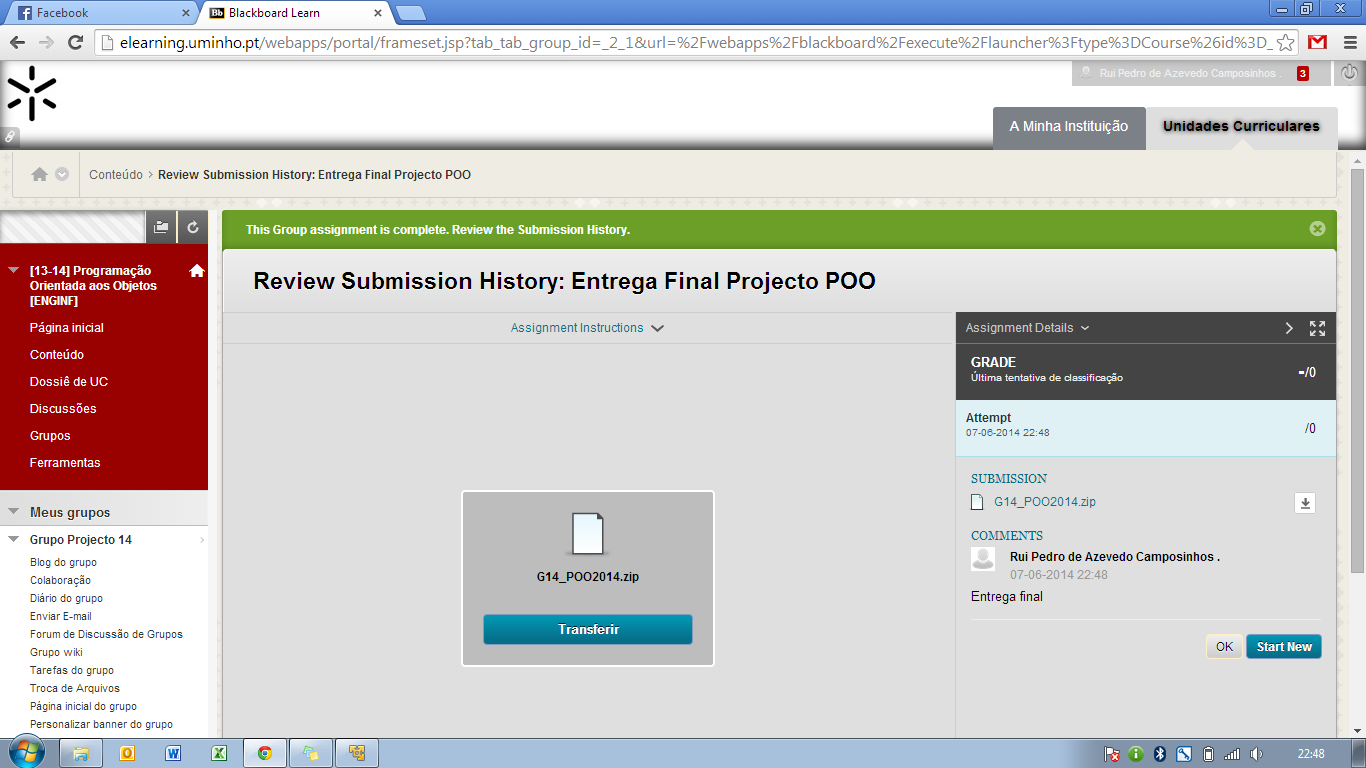 Facebook
Bb Blackboard Learn
elearning.uminho.pt/webapps/portal/frameset.jsp?tab_tab_group_id=_2_1&url=%2Fwebapps%2Fblackboard%2Fexecute%2Flauncher%3Ftype%3DCourse%26id%3D_
Rui Pedro de Azevedo Camposinhos . 3
A Minha Instituição
Unidades Curriculares
Conteúdo > Review Submission History: Entrega Final Projecto POO
This Group assignment is complete. Review the Submission History.
[13-14] Programação
Orientada aos Objetos
[ENGINF]
Página inicial
Conteúdo
Dossiê de UC
Discussões
Grupos
Ferramentas
Meus grupos
Grupo Projecto 14
Blog do grupo
Colaboração
Diário do grupo
Enviar E-mail
Forum de Discussão de Grupos
Grupo wiki
Tarefas do grupo
Troca de Arquivos
Página inicial do grupo
Personalizar banner do grupo
Review Submission History: Entrega Final Projecto POO
Assignment Instructions
G14_POO2014.zip
Transferir
Assignment Details
GRADE
Última tentativa de classificação
-/0
Attempt
07-06-2014 22:48
/0
SUBMISSION
G14_POO2014.zip
COMMENTS
Rui Pedro de Azevedo Camposinhos .
07-06-2014 22:48
Entrega final
OK
Start New
22:48